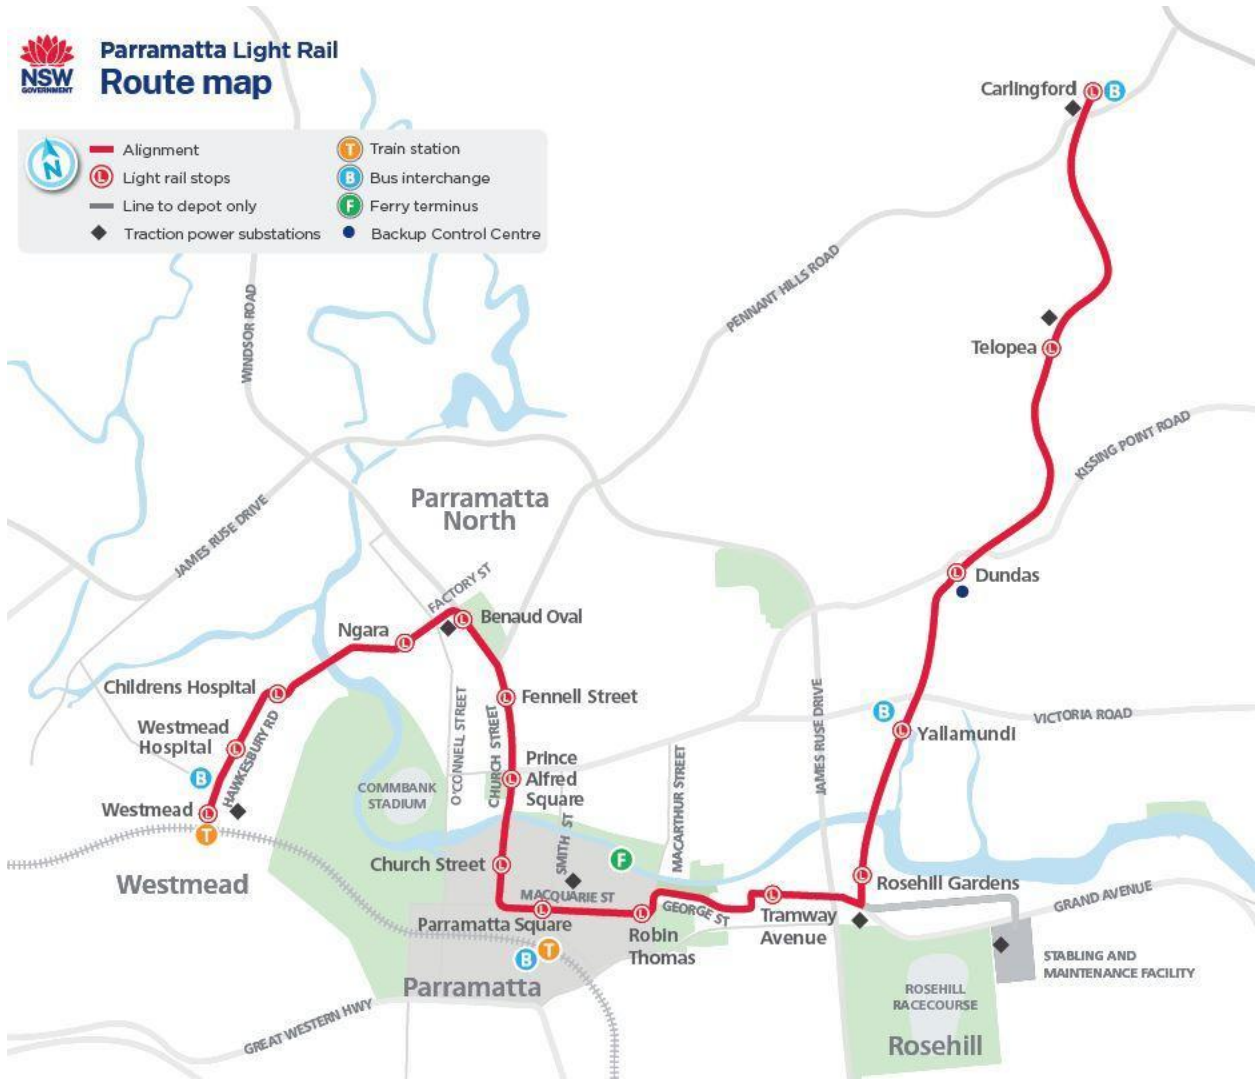 Parramatta Light Rail
Route map
NSW
GOVERNMENT
N
Alignment
L Light rail stops
Line to depot only
Traction power substations
T Train station
B Bus interchange
F Ferry terminus
Backup Control Centre
Carlingford L B
PENNANT HILLS ROAD
WINDSOR ROAD
Telopea L
KISSING POINT ROAD
Parramatta
North
JAMES RUSE DRIVE
L Dundas
FACTORY ST
L Benaud Oval
Ngara L
Childrens Hospital L
L Fennell Street
Westmead
Hospital L
HAWKESBURY RD
O'CONNELL STREET
CHURCH STREET
JAMES RUSE DRIVE
B
VICTORIA ROAD
L Yallamundi
B
COMMBANK
STADIUM
L Prince
Alfred
Square
SMITH ST
MACARTHUR STREET
Westmead L
T
Westmead
Church Street L
F
MACQUARIE ST
L Rosehill Gardens
GRAND AVENUE
L
Parramatta Square
GEORGE ST
L
Robin
Thomas
L
Tramway
Avenue
T
B
Parramatta
STABLING AND
MAINTENANCE FACILITY
ROSEHILL
RACECOURSE
GREAT WESTERN HWY
Rosehill